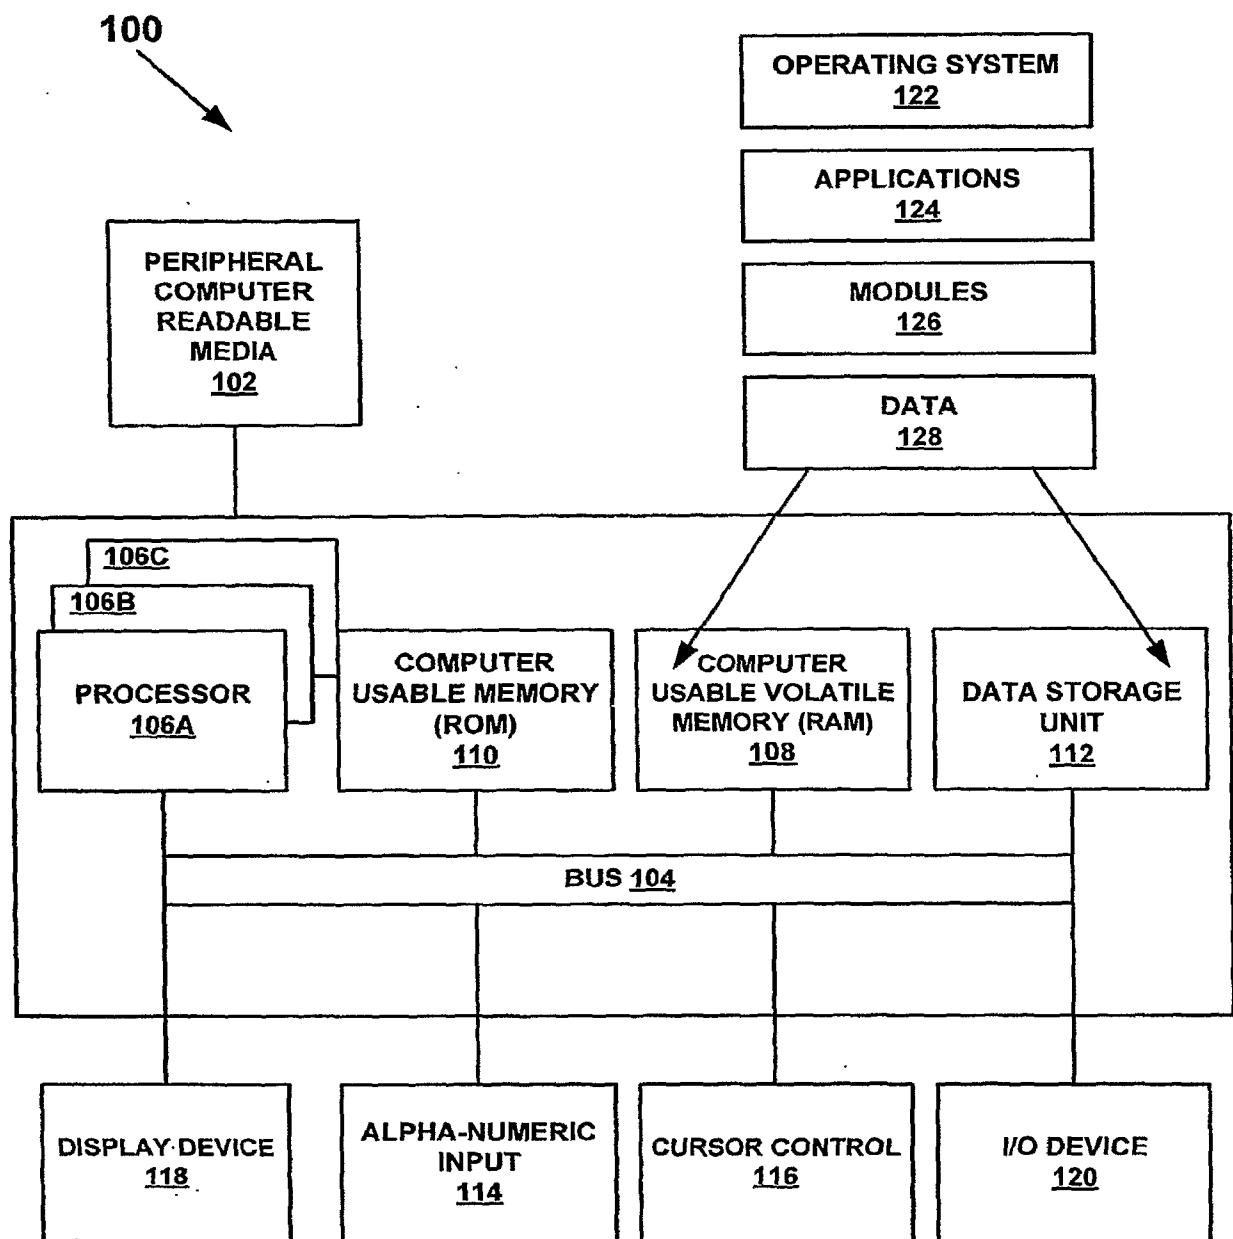 100
OPERATING SYSTEM
122
APPLICATIONS
124
MODULES
126
DATA
128
PERIPHERAL
COMPUTER
READABLE
MEDIA
102
106C
106B
PROCESSOR
106A
COMPUTER
USABLE MEMORY
(ROM)
110
COMPUTER
USABLE VOLATILE
MEMORY (RAM)
108
DATA STORAGE
UNIT
112
BUS 104
DISPLAY DEVICE
118
ALPHA-NUMERIC
INPUT
114
CURSOR CONTROL
116
I/O DEVICE
120